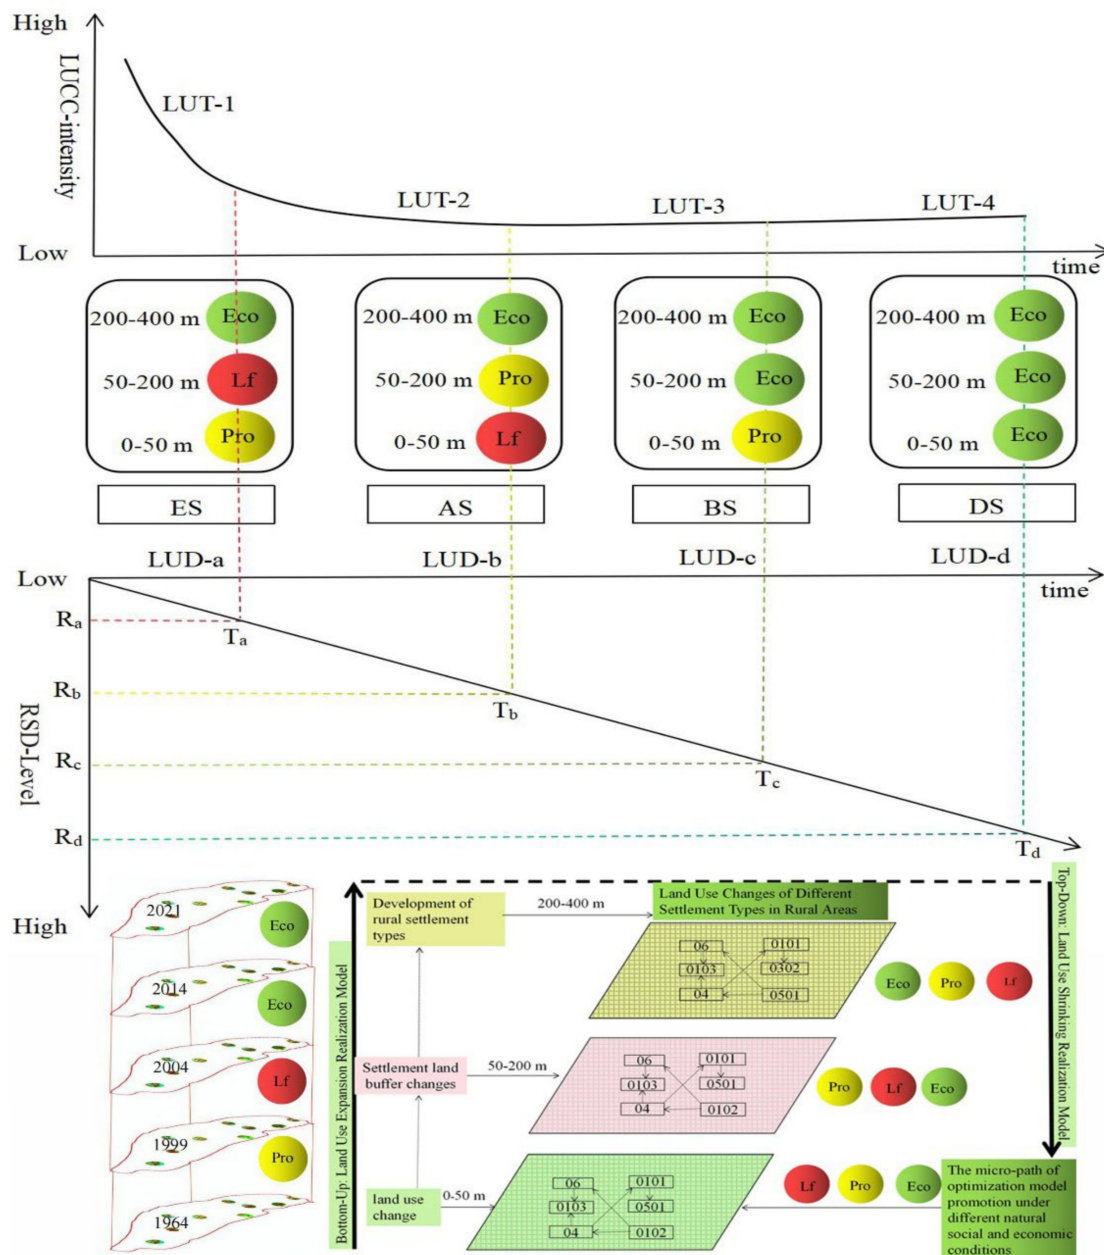 High
LUCC-intensity
LUT-1
LUT-2
LUT-3
LUT-4
Low
time
200-400 m
Eco
50-200 m
Lf
0-50 m
Pro
200-400 m
Eco
50-200 m
Pro
0-50 m
Lf
200-400 m
Eco
50-200 m
Eco
0-50 m
Pro
200-400 m
Eco
50-200 m
Eco
0-50 m
Eco
ES
AS
BS
DS
LUD-a
LUD-b
LUD-c
LUD-d
Low
time
RSD-Level
Ra
Rb
Rc
Rd
Ta
Tb
Tc
Td
High
2021
Eco
2014
Eco
2004
Lf
1999
Pro
1964
Bottom-Up: Land Use Expansion Realization Model
Development of
rural settlement
types
200-400 m
Land Use Changes of Different
Settlement Types in Rural Areas
06
0101
0103
0302
04
0501
Eco
Pro
Lf
Settlement land
buffer changes
50-200 m
06
0101
0103
0501
04
0102
Pro
Lf
Eco
land use
change
0-50 m
06
0101
0103
0501
04
0102
Lf
Pro
Eco
Top-Down: Land Use Shrinking Realization Model
The micro-path of
optimization model
promotion under
different natural
social and economic
conditions